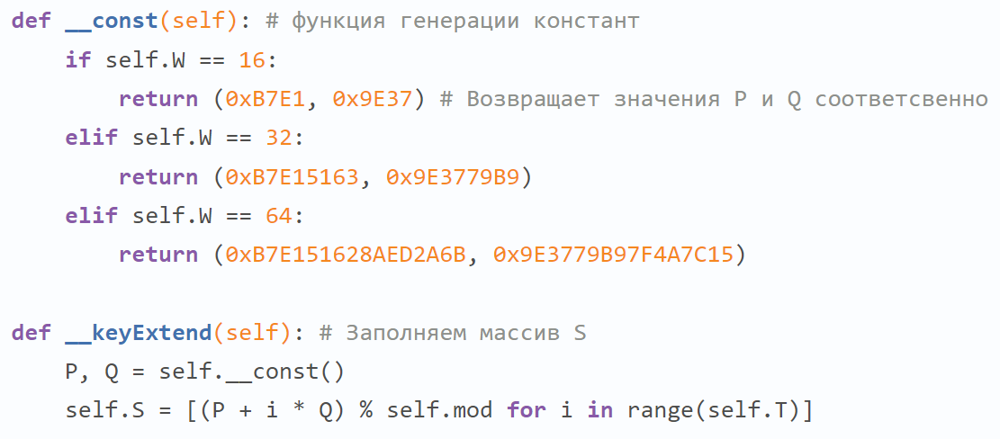 def __const(self): # функция генерации констант
    if self.W == 16:
        return (0xB7E1, 0x9E37) # Возвращает значения P и Q соответсвенно
    elif self.W == 32:
        return (0xB7E15163, 0x9E3779B9)
    elif self.W == 64:
        return (0xB7E151628AED2A6B, 0x9E3779B97F4A7C15)

def __keyExtend(self): # Заполняем массив S
    P, Q = self.__const()
    self.S = [(P + i * Q) % self.mod for i in range(self.T)]